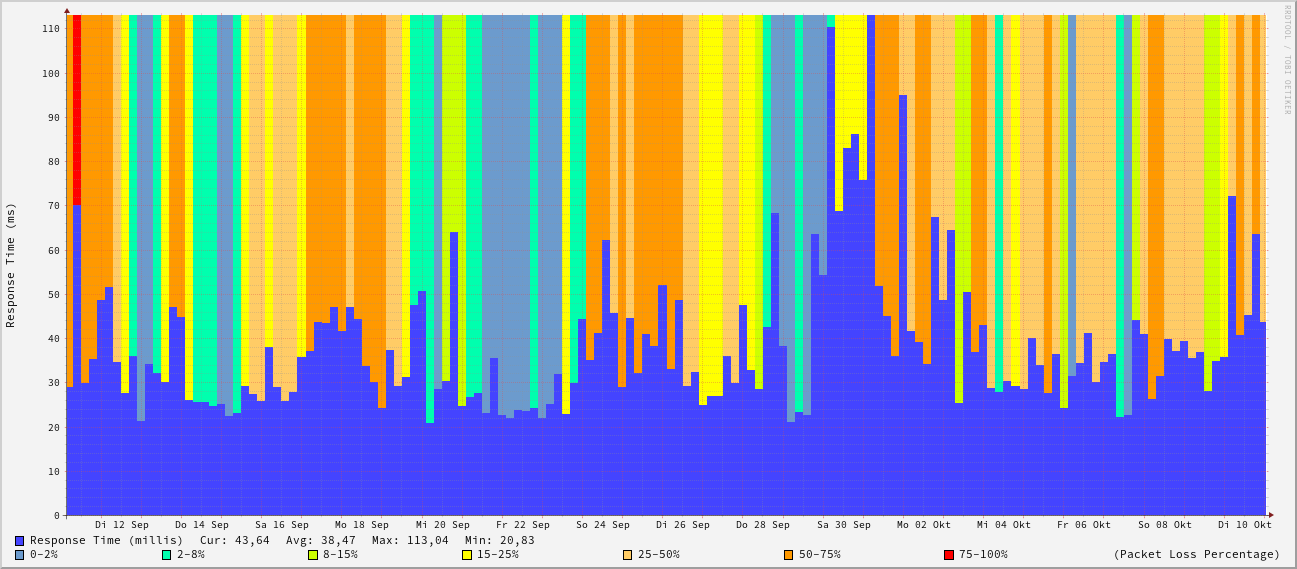 RRDTOOL / TOBI OETIKER
Response Time (ms)
110
100
90
80
70
60
50
40
30
20
10
0
Di 12 Sep Do 14 Sep Sa 16 Sep Mo 18 Sep Mi 20 Sep Fr 22 Sep So 24 Sep Di 26 Sep Do 28 Sep Sa 30 Sep Mo 02 Okt Mi 04 Okt Fr 06 Okt So 08 Okt Di 10 Okt
Response Time (millis) Cur: 43,64 Avg: 38,47 Max: 113,04 Min: 20,83
0-2% 2-8% 8-15% 15-25% 25-50% 50-75% 75-100% (Packet Loss Percentage)